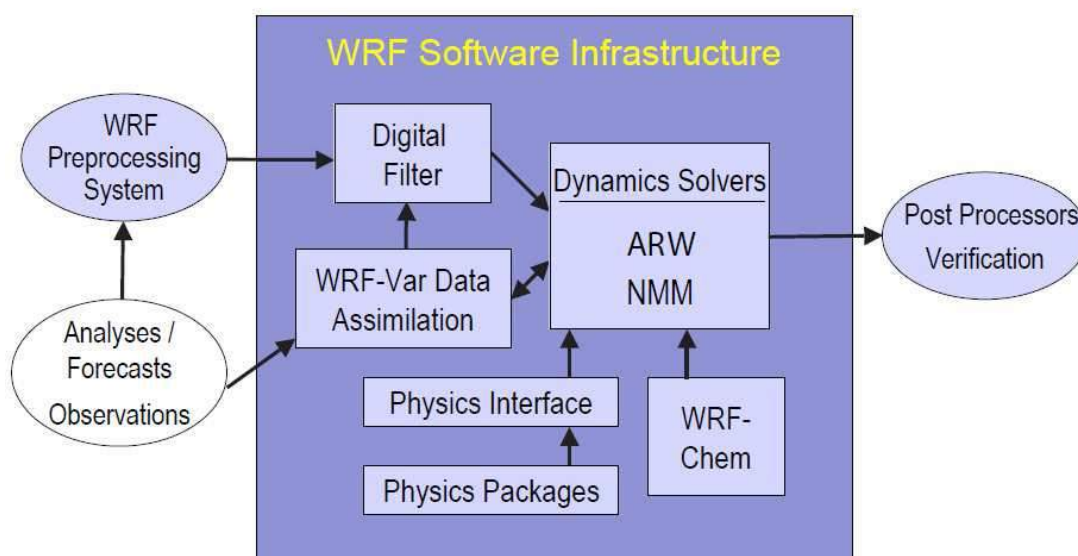 WRF Software Infrastructure
WRF
Preprocessing
System
Digital
Filter
Dynamics Solvers
ARW
NMM
Post Processors
Verification
WRF-Var Data
Assimilation
Analyses /
Forecasts
Observations
Physics Interface
WRF-
Chem
Physics Packages